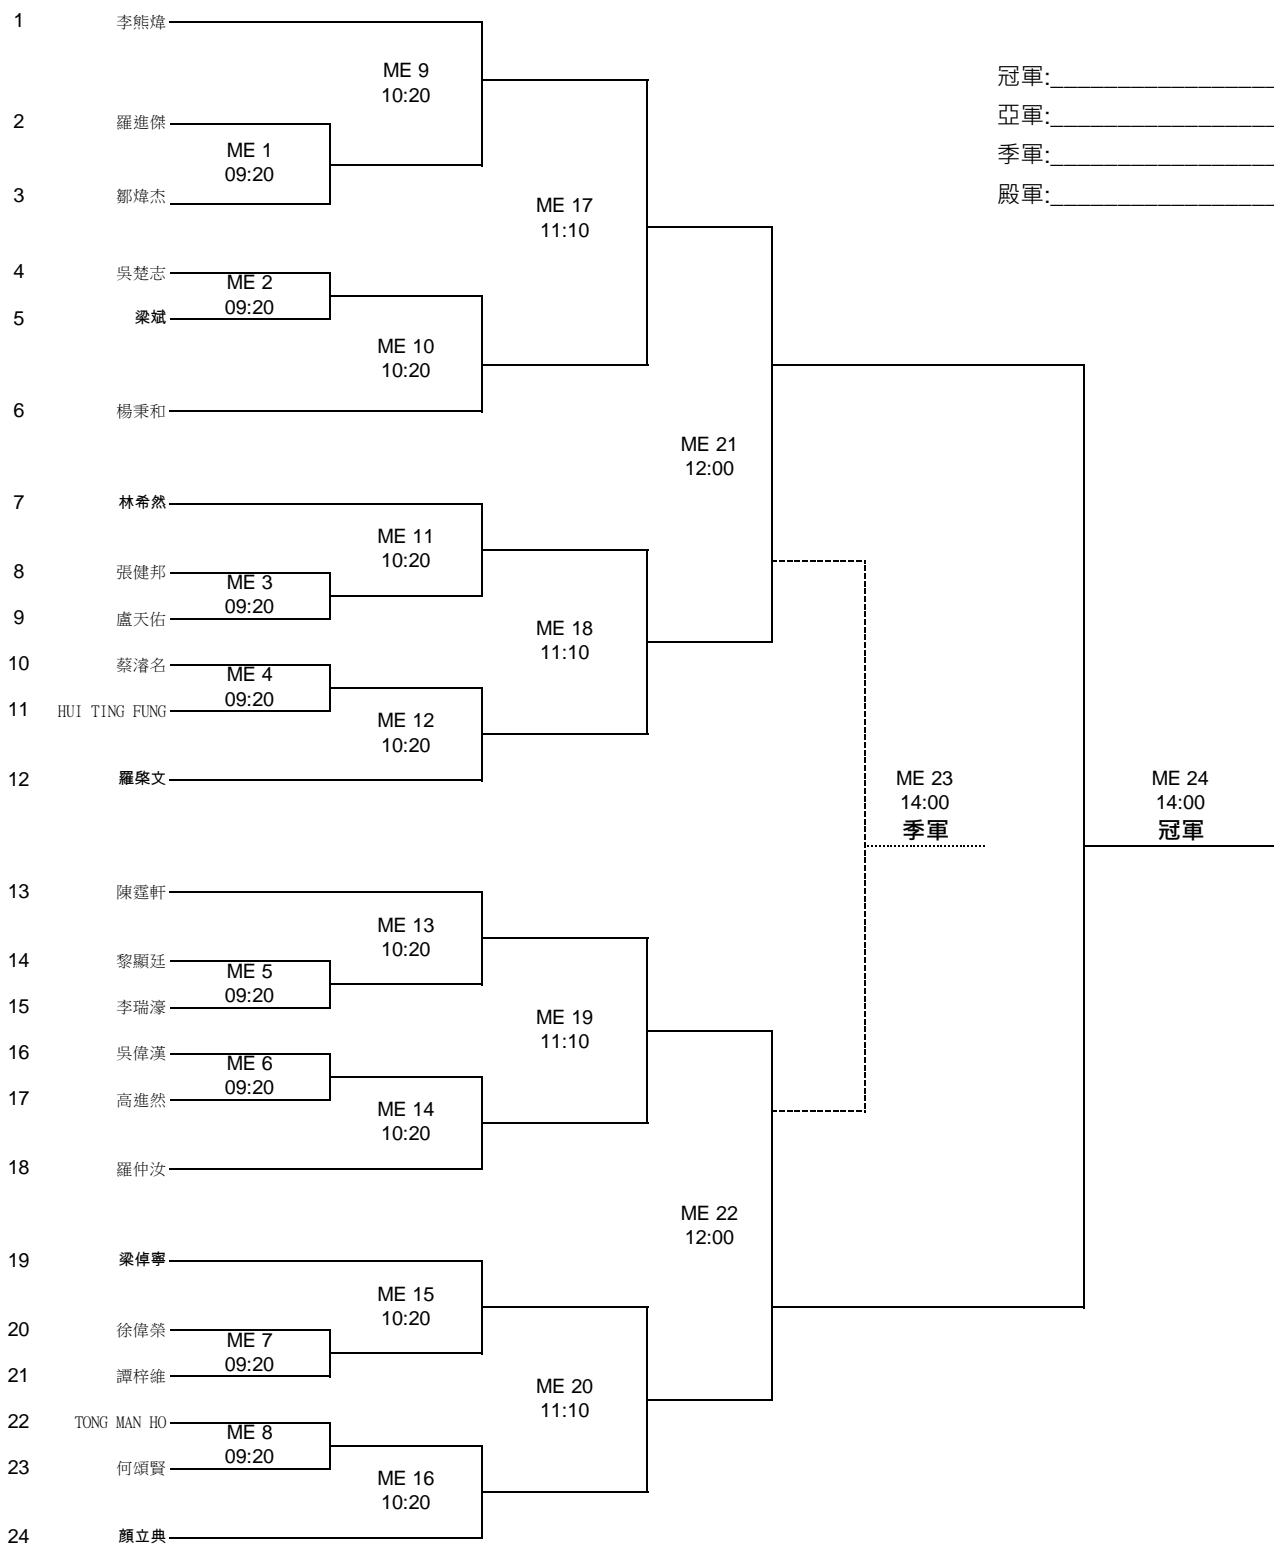 1 李熊煒
ME 9
10:20
冠軍:___________________
亞軍:___________________
季軍:___________________
殿軍:___________________
2 羅進傑
ME 1
09:20
3 鄒煒杰
ME 17
11:10
4 吳楚志
ME 2
09:20
5 梁斌
ME 10
10:20
6 楊秉和
ME 21
12:00
7 林希然
ME 11
10:20
8 張健邦
ME 3
09:20
9 盧天佑
ME 18
11:10
10 蔡濬名
ME 4
09:20
11 HUI TING FUNG
ME 12
10:20
12 羅棨文
ME 23
14:00
季軍
ME 24
14:00
冠軍
13 陳霆軒
ME 13
10:20
14 黎顯廷
ME 5
09:20
15 李瑞濠
ME 19
11:10
16 吳偉漢
ME 6
09:20
17 高進然
ME 14
10:20
18 羅仲汝
ME 22
12:00
19 梁倬寧
ME 15
10:20
20 徐偉榮
ME 7
09:20
21 譚梓維
ME 20
11:10
22 TONG MAN HO
ME 8
09:20
23 何頌賢
ME 16
10:20
24 顏立典